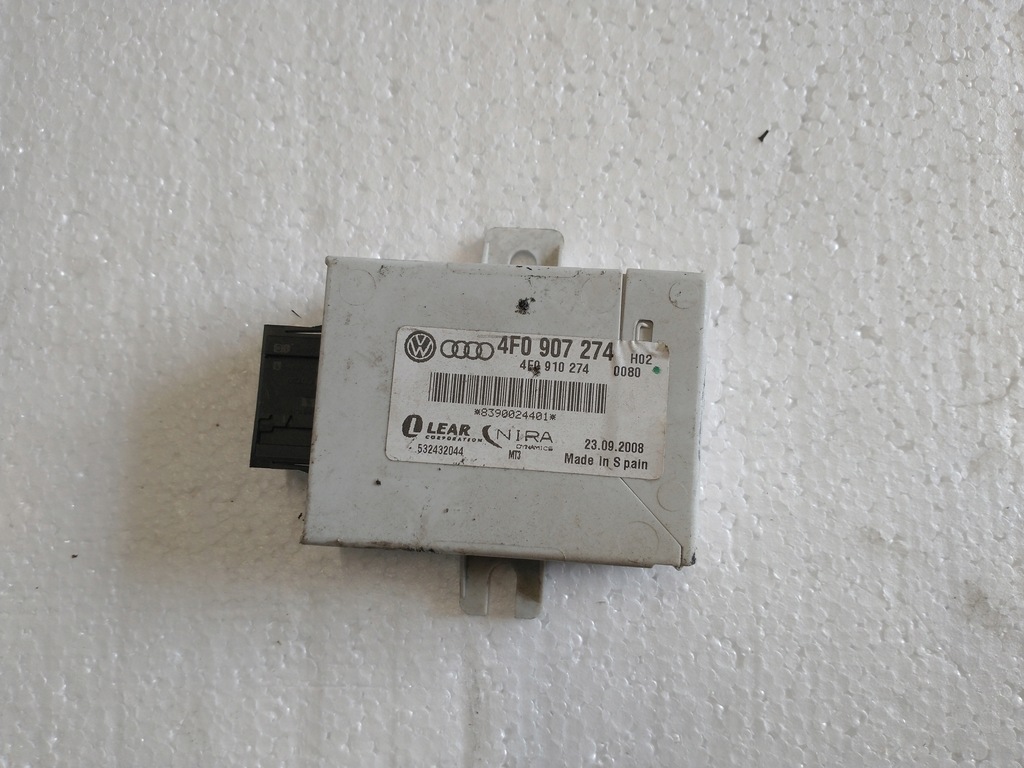 4F0 907 274
H02
4F0 910 274 0080
*8390024401*
LEAR
CORPORATION
NIRA
DYNAMICS
23.09.2008
532432044
MT3
Made in Spain